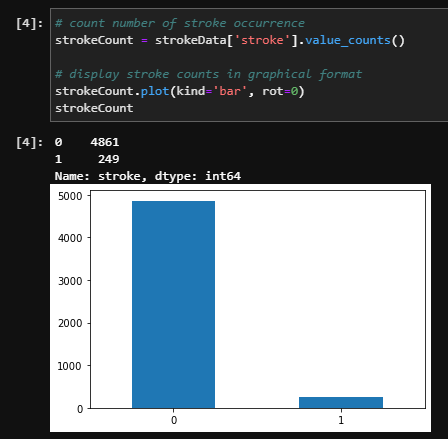 [4]: # count number of stroke occurrence
strokeCount = strokeData['stroke'].value_counts()
# display stroke counts in graphical format
strokeCount.plot(kind='bar', rot=0)
strokeCount
[4]: 0    4861
1     249
Name: stroke, dtype: int64
5000
4000
3000
2000
1000
0
0 1